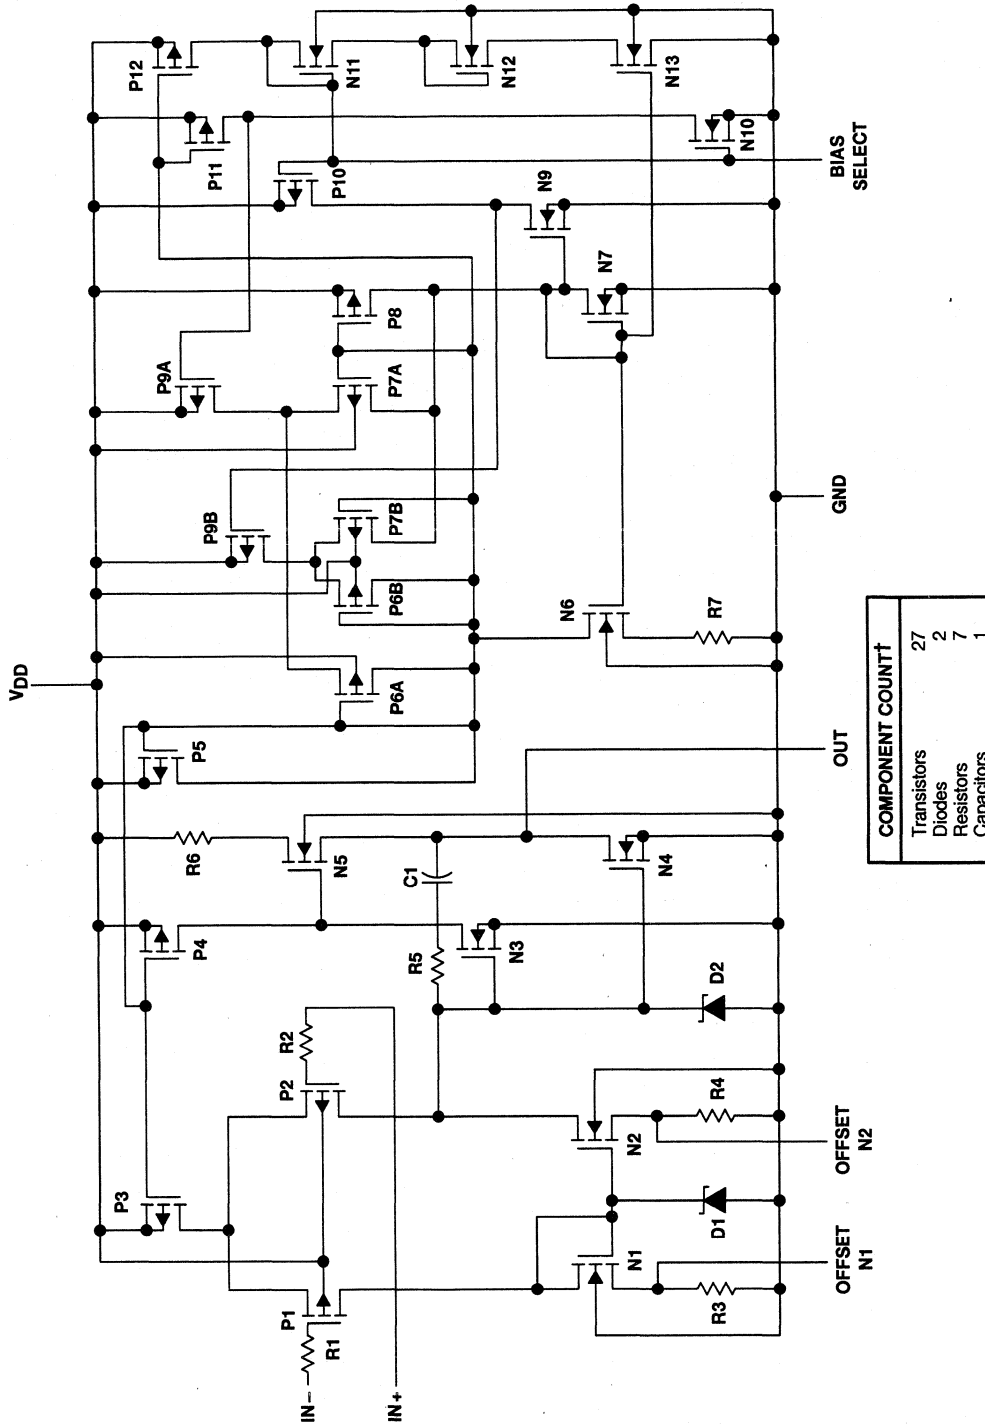 VDD
P3
P4
P5
P6A
P6B
P7B
P9B
P9A
P7A
P8
P10
P11
P12
N11
N12
N13
N10
N9
N7
BIAS
SELECT
P1
R1
IN-
IN+
P2
R2
R5
C1
R6
N5
N3
N4
D2
N6
R7
GND
OUT
N1
R3
D1
N2
R4
OFFSET
N1
OFFSET
N2
COMPONENT COUNT†
Transistors 27
Diodes 2
Resistors 7
Capacitors 1